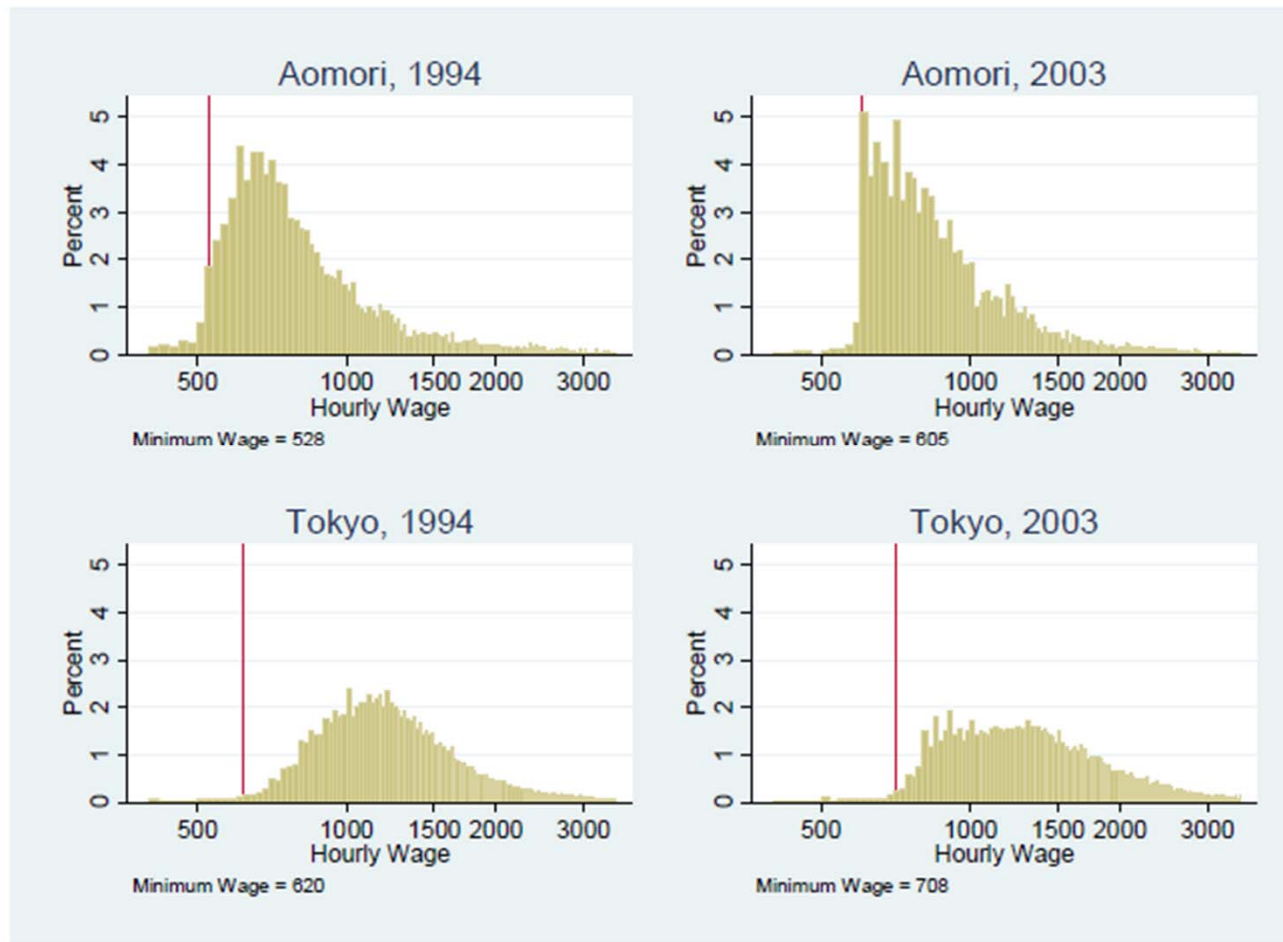 Aomori, 1994
5
4
3
2
1
0
Percent
500 1000 1500 2000 3000
Hourly Wage
Minimum Wage = 528
Aomori, 2003
5
4
3
2
1
0
Percent
500 1000 1500 2000 3000
Hourly Wage
Minimum Wage = 605
Tokyo, 1994
5
4
3
2
1
0
Percent
500 1000 1500 2000 3000
Hourly Wage
Minimum Wage = 620
Tokyo, 2003
5
4
3
2
1
0
Percent
500 1000 1500 2000 3000
Hourly Wage
Minimum Wage = 708